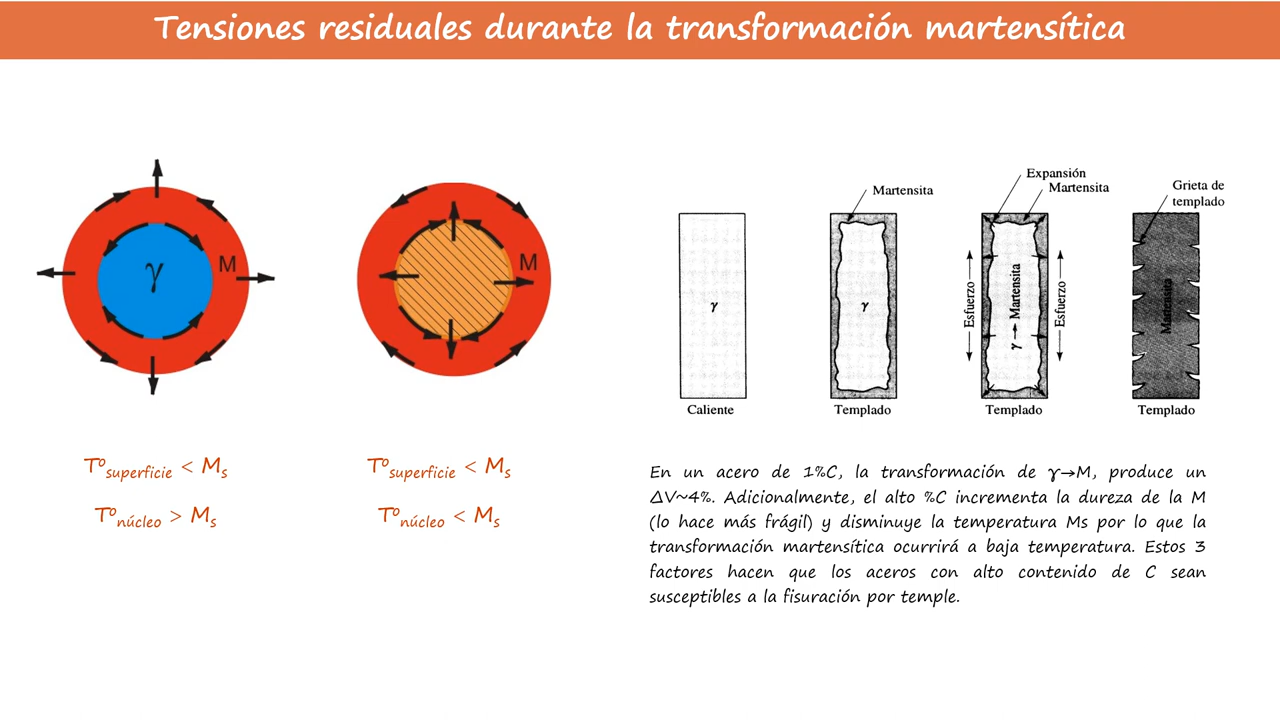 Tensiones residuales durante la transformación martensítica
γ
M
M
T°superficie < Ms
T°núcleo > Ms
T°superficie < Ms
T°núcleo < Ms
γ
Caliente
Martensita
γ
Templado
Expansión
Martensita
Esfuerzo
γ → Martensita
Esfuerzo
Templado
Grieta de
templado
Martensita
Templado
En un acero de 1%C, la transformación de γ→M, produce un
ΔV~4%. Adicionalmente, el alto %C incrementa la dureza de la M
(lo hace más frágil) y disminuye la temperatura Ms por lo que la
transformación martensítica ocurrirá a baja temperatura. Estos 3
factores hacen que los aceros con alto contenido de C sean
susceptibles a la fisuración por temple.